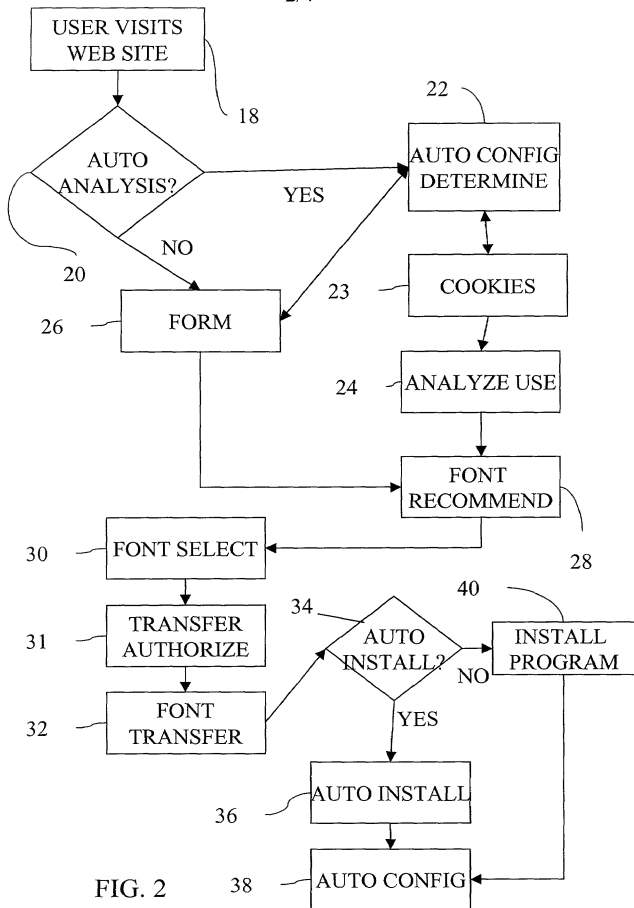 USER VISITS
WEB SITE
18
22
AUTO
ANALYSIS?
AUTO CONFIG
DETERMINE
YES
NO
20
23
COOKIES
26
FORM
24
ANALYZE USE
FONT
RECOMMEND
28
30
FONT SELECT
31
TRANSFER
AUTHORIZE
32
FONT
TRANSFER
34
AUTO
INSTALL?
40
INSTALL
PROGRAM
NO
YES
36
AUTO INSTALL
38
AUTO CONFIG
FIG. 2